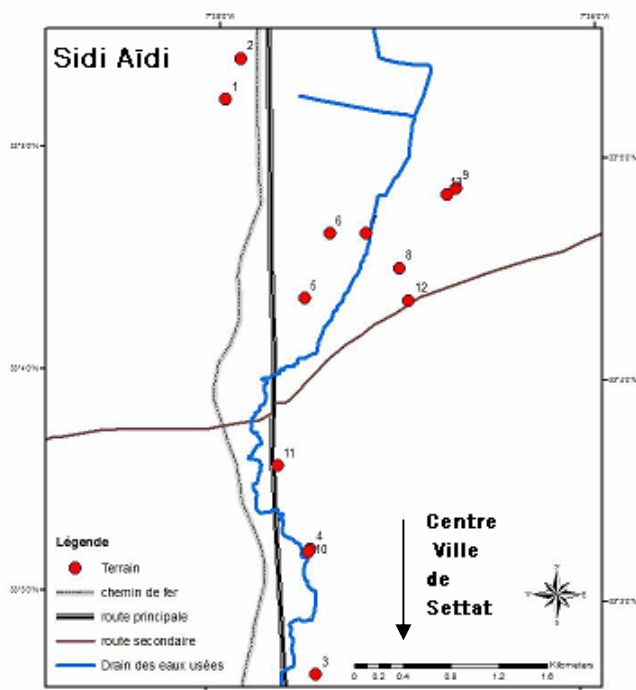 Sidi Aïdi
2
1
9
6
8
5
12
11
4
10
3
Centre
Ville
de
Settat
Légende
Terrain
chemin de fer
route principale
route secondaire
Drain des eaux usées
Kilometers
0 0.2 0.4 0.8 1.2 1.6